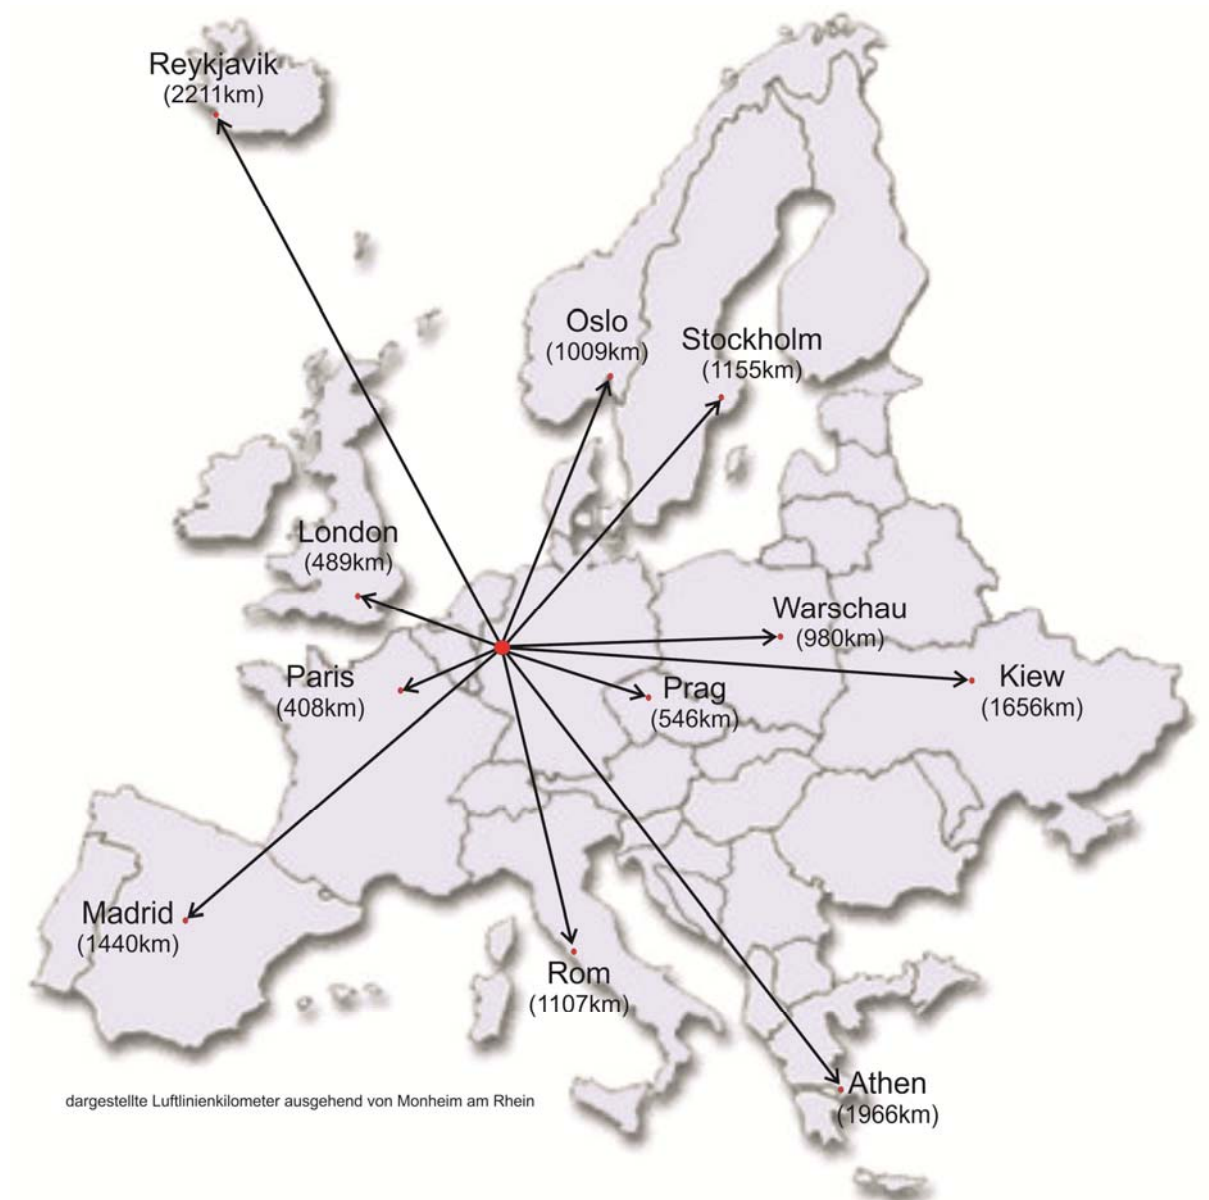 Reykjavik
(2211km)
Oslo
(1009km)
Stockholm
(1155km)
London
(489km)
Warschau
(980km)
Paris
(408km)
Prag
(546km)
Kiew
(1656km)
Madrid
(1440km)
Rom
(1107km)
Athen
(1966km)
dargestellte Luftlinienkilometer ausgehend von Monheim am Rhein